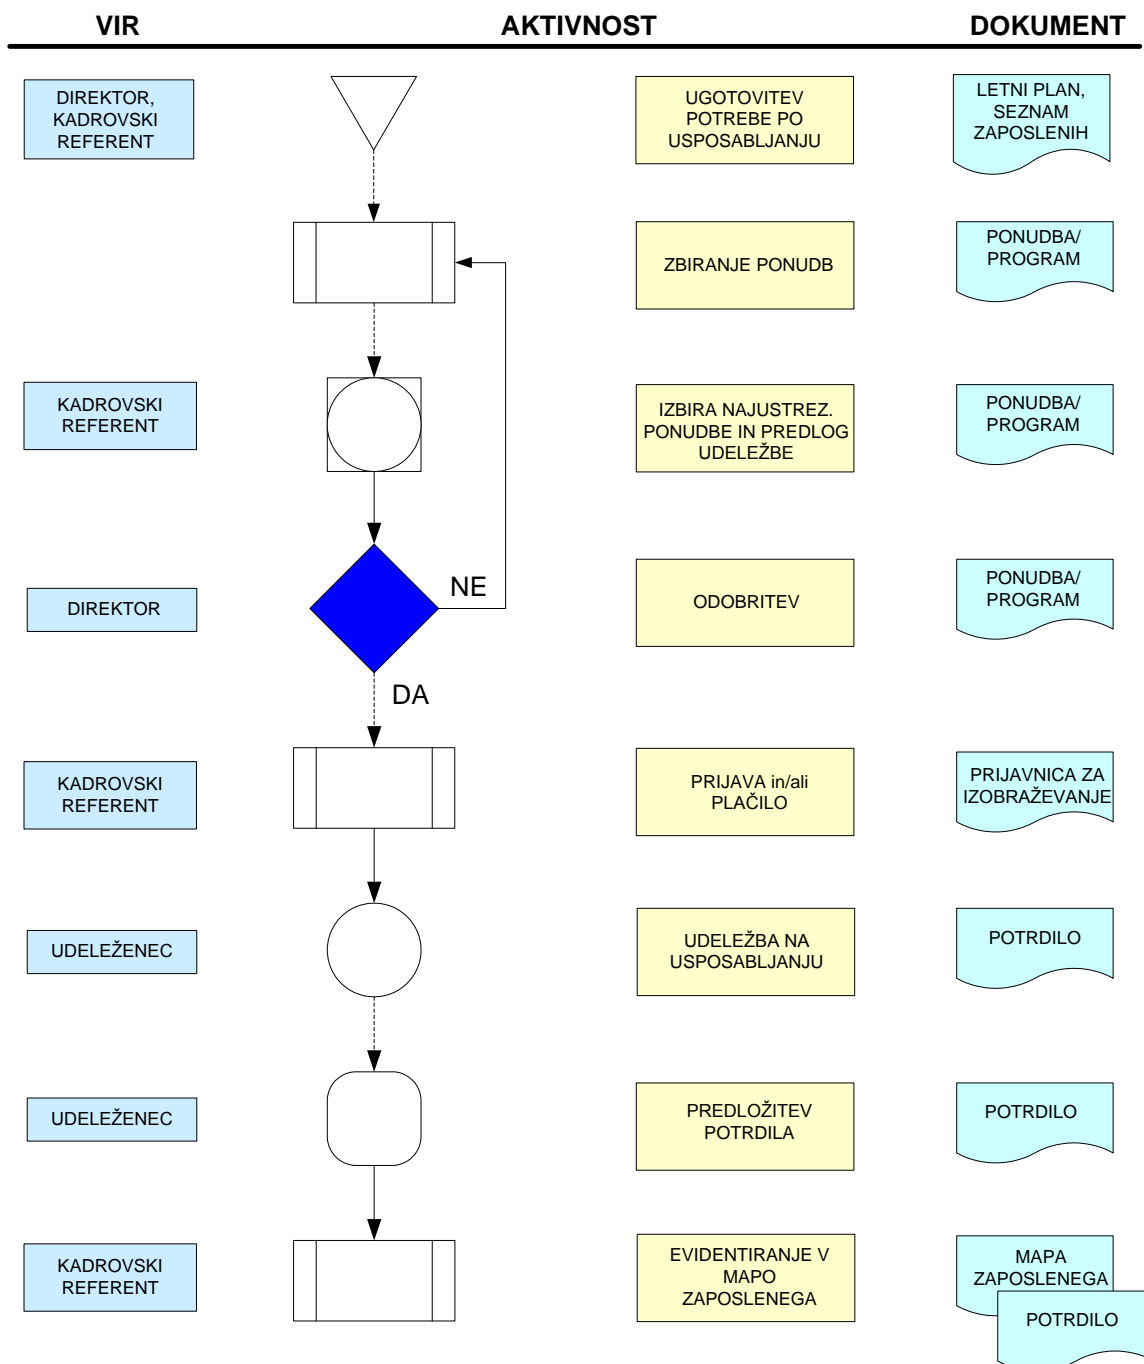 VIR
AKTIVNOST
DOKUMENT
DIREKTOR,
KADROVSKI
REFERENT
UGOTOVITEV
POTREBE PO
USPOSABLJANJU
LETNI PLAN,
SEZNAM
ZAPOSLENIH
ZBIRANJE PONUDB
PONUDBA/
PROGRAM
KADROVSKI
REFERENT
IZBIRA NAJUSTREZ.
PONUDBE IN PREDLOG
UDELEŽBE
PONUDBA/
PROGRAM
DIREKTOR
NE
ODOBRITEV
PONUDBA/
PROGRAM
DA
KADROVSKI
REFERENT
PRIJAVA in/ali
PLAČILO
PRIJAVNICA ZA
IZOBRAŽEVANJE
UDELEŽENEC
UDELEŽBA NA
USPOSABLJANJU
POTRDILO
UDELEŽENEC
PREDLOŽITEV
POTRDILA
POTRDILO
KADROVSKI
REFERENT
EVIDENTIRANJE V
MAPO
ZAPOSLENEGA
MAPA
ZAPOSLENEGA
POTRDILO